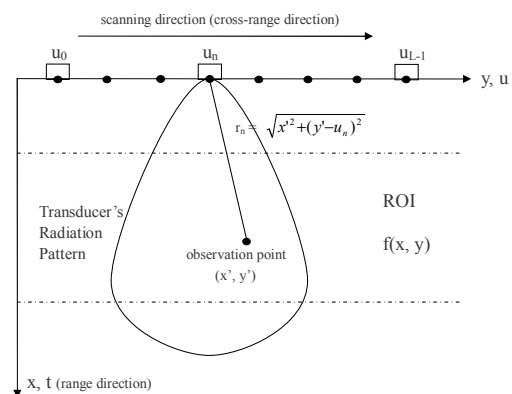 scanning direction (cross-range direction)
u0 un uL-1
y, u
rn = √x'²+(y'−un)²
Transducer's
Radiation
Pattern
ROI
f(x, y)
observation point
(x', y')
x, t (range direction)